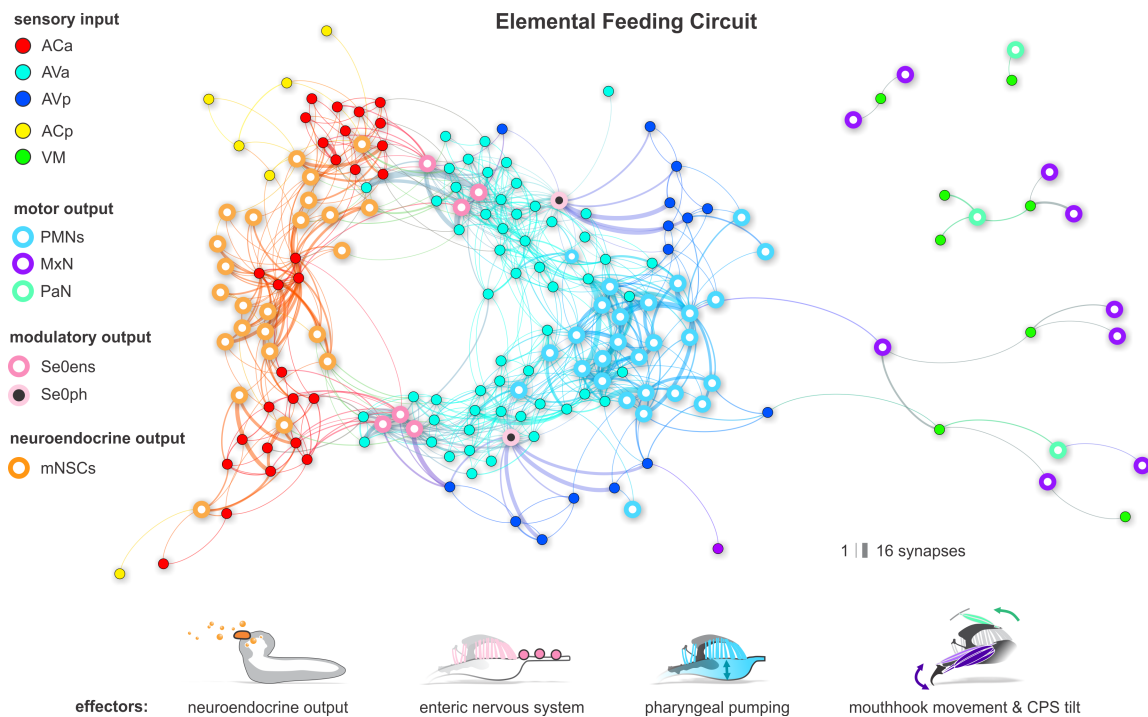 Elemental Feeding Circuit
sensory input
ACa
AVa
AVp
ACp
VM
motor output
PMNs
MxN
PaN
modulatory output
Se0ens
Se0ph
neuroendocrine output
mNSCs
1 16 synapses
effectors: neuroendocrine output enteric nervous system pharyngeal pumping mouthhook movement & CPS tilt